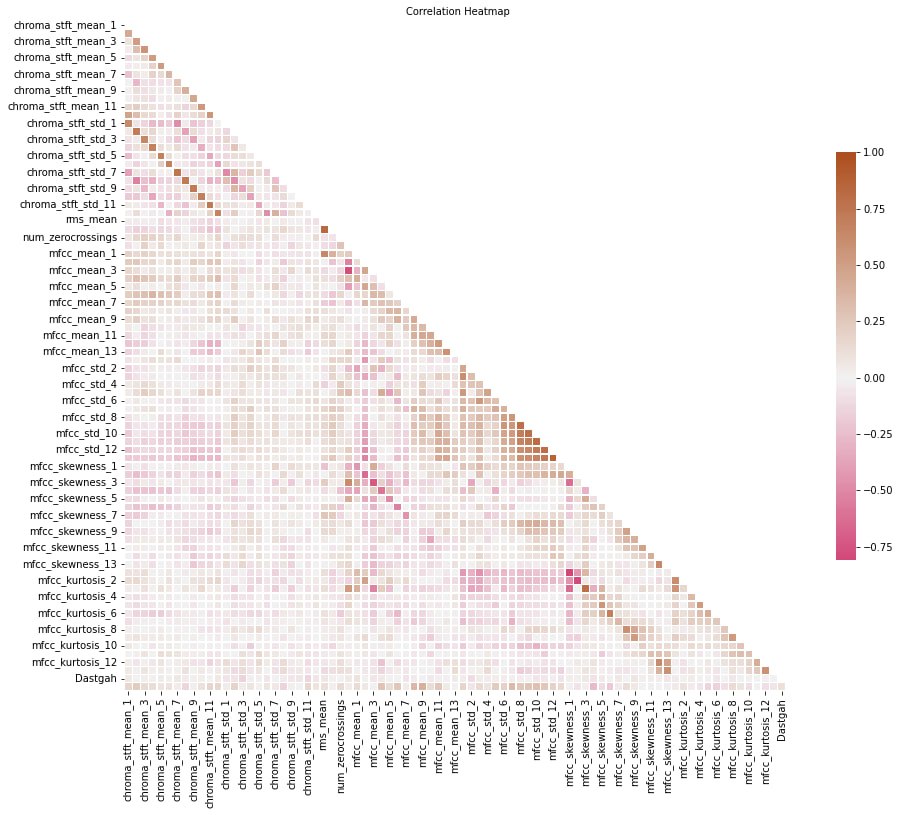 Correlation Heatmap
chroma_stft_mean_1
chroma_stft_mean_3
chroma_stft_mean_5
chroma_stft_mean_7
chroma_stft_mean_9
chroma_stft_mean_11
chroma_stft_std_1
chroma_stft_std_3
chroma_stft_std_5
chroma_stft_std_7
chroma_stft_std_9
chroma_stft_std_11
rms_mean
num_zerocrossings
mfcc_mean_1
mfcc_mean_3
mfcc_mean_5
mfcc_mean_7
mfcc_mean_9
mfcc_mean_11
mfcc_mean_13
mfcc_std_2
mfcc_std_4
mfcc_std_6
mfcc_std_8
mfcc_std_10
mfcc_std_12
mfcc_skewness_1
mfcc_skewness_3
mfcc_skewness_5
mfcc_skewness_7
mfcc_skewness_9
mfcc_skewness_11
mfcc_skewness_13
mfcc_kurtosis_2
mfcc_kurtosis_4
mfcc_kurtosis_6
mfcc_kurtosis_8
mfcc_kurtosis_10
mfcc_kurtosis_12
Dastgah
chroma_stft_mean_1
chroma_stft_mean_3
chroma_stft_mean_5
chroma_stft_mean_7
chroma_stft_mean_9
chroma_stft_mean_11
chroma_stft_std_1
chroma_stft_std_3
chroma_stft_std_5
chroma_stft_std_7
chroma_stft_std_9
chroma_stft_std_11
rms_mean
num_zerocrossings
mfcc_mean_1
mfcc_mean_3
mfcc_mean_5
mfcc_mean_7
mfcc_mean_9
mfcc_mean_11
mfcc_mean_13
mfcc_std_2
mfcc_std_4
mfcc_std_6
mfcc_std_8
mfcc_std_10
mfcc_std_12
mfcc_skewness_1
mfcc_skewness_3
mfcc_skewness_5
mfcc_skewness_7
mfcc_skewness_9
mfcc_skewness_11
mfcc_skewness_13
mfcc_kurtosis_2
mfcc_kurtosis_4
mfcc_kurtosis_6
mfcc_kurtosis_8
mfcc_kurtosis_10
mfcc_kurtosis_12
Dastgah
1.00
0.75
0.50
0.25
0.00
−0.25
−0.50
−0.75